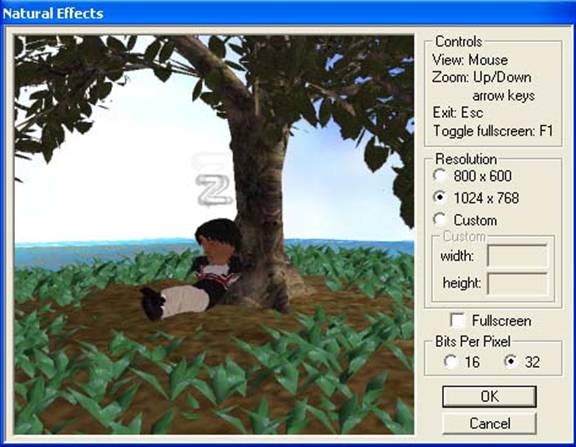 Natural Effects
Z
Controls
View: Mouse
Zoom: Up/Down
arrow keys
Exit: Esc
Toggle fullscreen: F1
Resolution
800 x 600
1024 x 768
Custom
Custom
width:
height:
Fullscreen
Bits Per Pixel
16 32
OK
Cancel